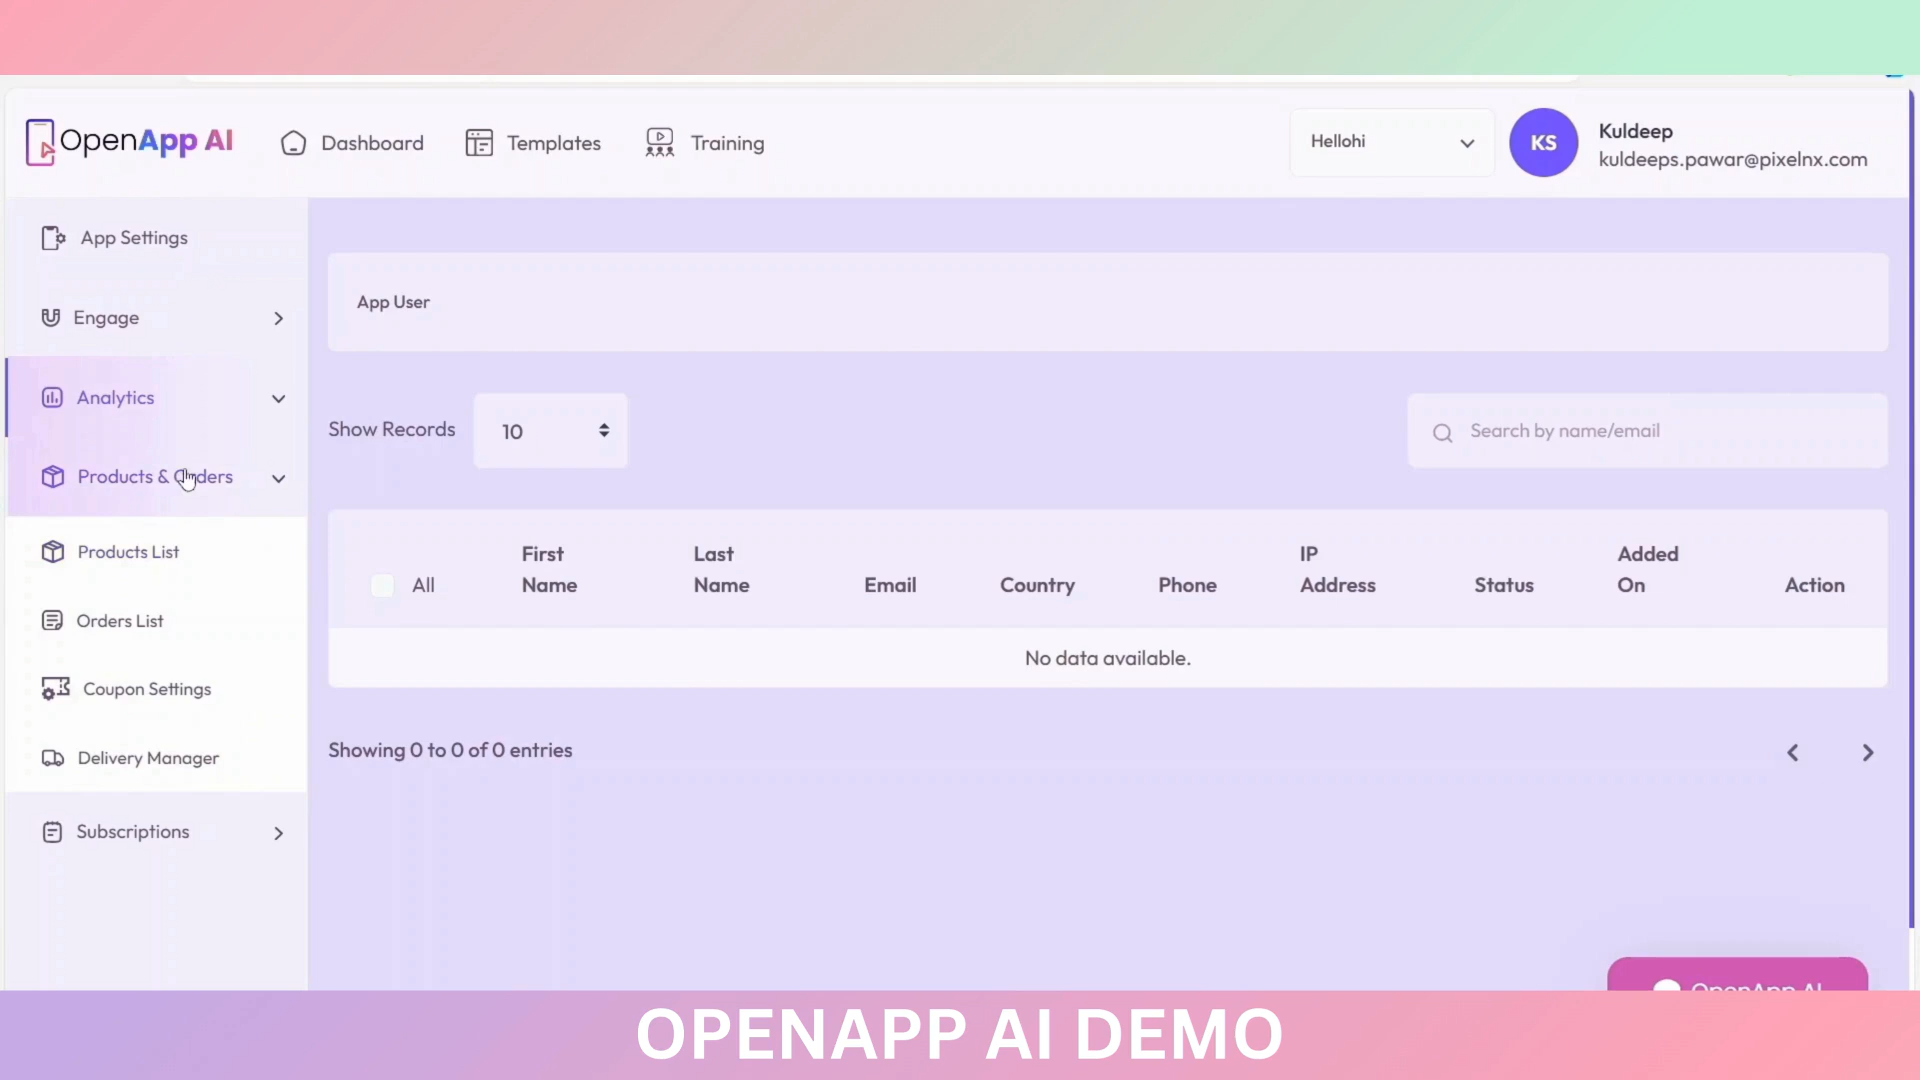 OpenApp AI
Dashboard
Templates
Training
Hellohi
KS
Kuldeep
kuldeeps.pawar@pixelnx.com
App Settings
Engage
Analytics
Products & Orders
Products List
Orders List
Coupon Settings
Delivery Manager
Subscriptions
App User
Show Records
10
Search by name/email
All
First Name
Last Name
Email
Country
Phone
IP Address
Status
Added On
Action
No data available.
Showing 0 to 0 of 0 entries
OpenApp AI
OPENAPP AI DEMO